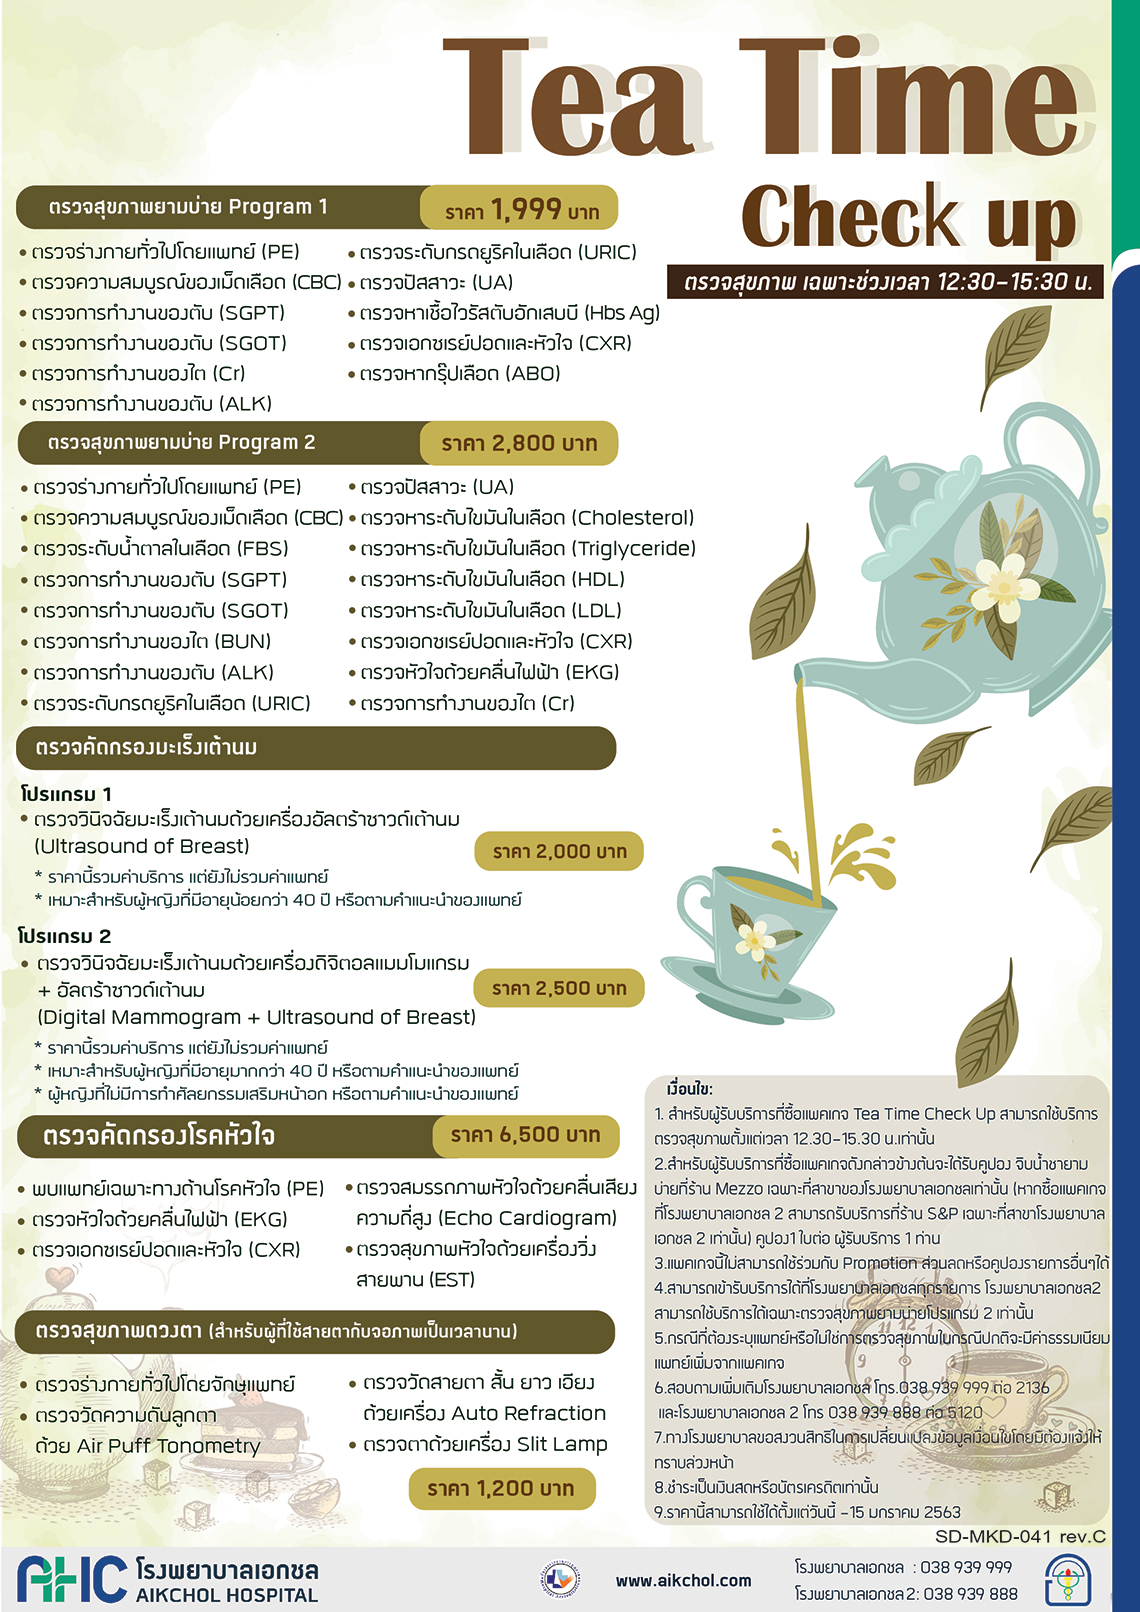 Tea Time
Check up
ตรวจสุขภาพ เฉพาะช่วงเวลา 12:30-15:30 น.
ตรวจสุขภาพยามบ่าย Program 1
ราคา 1,999 บาท
• ตรวจร่างกายทั่วไปโดยแพทย์ (PE)
• ตรวจความสมบูรณ์ของเม็ดเลือด (CBC)
• ตรวจการทำงานของตับ (SGPT)
• ตรวจการทำงานของตับ (SGOT)
• ตรวจการทำงานของไต (Cr)
• ตรวจการทำงานของตับ (ALK)
• ตรวจระดับกรดยูริคในเลือด (URIC)
• ตรวจปัสสาวะ (UA)
• ตรวจหาเชื้อไวรัสตับอักเสบบี (Hbs Ag)
• ตรวจเอกซเรย์ปอดและหัวใจ (CXR)
• ตรวจหากรุ๊ปเลือด (ABO)
ตรวจสุขภาพยามบ่าย Program 2
ราคา 2,800 บาท
• ตรวจร่างกายทั่วไปโดยแพทย์ (PE)
• ตรวจความสมบูรณ์ของเม็ดเลือด (CBC)
• ตรวจระดับน้ำตาลในเลือด (FBS)
• ตรวจการทำงานของตับ (SGPT)
• ตรวจการทำงานของตับ (SGOT)
• ตรวจการทำงานของไต (BUN)
• ตรวจการทำงานของตับ (ALK)
• ตรวจระดับกรดยูริคในเลือด (URIC)
• ตรวจปัสสาวะ (UA)
• ตรวจหาระดับไขมันในเลือด (Cholesterol)
• ตรวจหาระดับไขมันในเลือด (Triglyceride)
• ตรวจหาระดับไขมันในเลือด (HDL)
• ตรวจหาระดับไขมันในเลือด (LDL)
• ตรวจเอกซเรย์ปอดและหัวใจ (CXR)
• ตรวจหัวใจด้วยคลื่นไฟฟ้า (EKG)
• ตรวจการทำงานของไต (Cr)
ตรวจคัดกรองมะเร็งเต้านม
โปรแกรม 1
• ตรวจวินิจฉัยมะเร็งเต้านมด้วยเครื่องอัลตร้าซาวด์เต้านม
(Ultrasound of Breast)
ราคา 2,000 บาท
* ราคานี้รวมค่าบริการ แต่ยังไม่รวมค่าแพทย์
* เหมาะสำหรับผู้หญิงที่มีอายุน้อยกว่า 40 ปี หรือตามคำแนะนำของแพทย์
โปรแกรม 2
• ตรวจวินิจฉัยมะเร็งเต้านมด้วยเครื่องดิจิตอลแมมโมแกรม
+ อัลตร้าซาวด์เต้านม
(Digital Mammogram + Ultrasound of Breast)
ราคา 2,500 บาท
* ราคานี้รวมค่าบริการ แต่ยังไม่รวมค่าแพทย์
* เหมาะสำหรับผู้หญิงที่มีอายุมากกว่า 40 ปี หรือตามคำแนะนำของแพทย์
* ผู้หญิงที่ไม่มีการทำศัลยกรรมเสริมหน้าอก หรือตามคำแนะนำของแพทย์
ตรวจคัดกรองโรคหัวใจ
ราคา 6,500 บาท
• พบแพทย์เฉพาะทางด้านโรคหัวใจ (PE)
• ตรวจหัวใจด้วยคลื่นไฟฟ้า (EKG)
• ตรวจเอกซเรย์ปอดและหัวใจ (CXR)
• ตรวจสมรรถภาพหัวใจด้วยคลื่นเสียง
ความถี่สูง (Echo Cardiogram)
• ตรวจสุขภาพหัวใจด้วยเครื่องวิ่ง
สายพาน (EST)
ตรวจสุขภาพดวงตา (สำหรับผู้ที่ใช้สายตากับจอภาพเป็นเวลานาน)
• ตรวจร่างกายทั่วไปโดยจักษุแพทย์
• ตรวจวัดความดันลูกตา
ด้วย Air Puff Tonometry
• ตรวจวัดสายตา สั้น ยาว เอียง
ด้วยเครื่อง Auto Refraction
• ตรวจตาด้วยเครื่อง Slit Lamp
ราคา 1,200 บาท
เงื่อนไข:
1. สำหรับผู้รับบริการที่ซื้อแพคเกจ Tea Time Check Up สามารถใช้บริการ
ตรวจสุขภาพตั้งแต่เวลา 12.30-15.30 น.เท่านั้น
2.สำหรับผู้รับบริการที่ซื้อแพคเกจดังกล่าวข้างต้นจะได้รับคูปอง จิบน้ำชายาม
บ่ายที่ร้าน Mezzo เฉพาะที่สาขาของโรงพยาบาลเอกชลเท่านั้น (หากซื้อแพคเกจ
ที่โรงพยาบาลเอกชล 2 สามารถรับบริการที่ร้าน S&P เฉพาะที่สาขาโรงพยาบาล
เอกชล 2 เท่านั้น) คูปอง1 ใบต่อ ผู้รับบริการ 1 ท่าน
3.แพคเกจนี้ไม่สามารถใช้ร่วมกับ Promotion ส่วนลดหรือคูปองรายการอื่นๆได้
4.สามารถเข้ารับบริการได้ที่โรงพยาบาลเอกชลทุกรายการ โรงพยาบาลเอกชล2
สามารถใช้บริการได้เฉพาะตรวจสุขภาพยามบ่ายโปรแกรม 2 เท่านั้น
5.กรณีที่ต้องระบุแพทย์หรือไม่ใช่การตรวจสุขภาพในกรณีปกติจะมีค่าธรรมเนียม
แพทย์เพิ่มจากแพคเกจ
6.สอบถามเพิ่มเติมโรงพยาบาลเอกชล โทร.038 939 999 ต่อ 2136
และโรงพยาบาลเอกชล 2 โทร 038 939 888 ต่อ 5120
7.ทางโรงพยาบาลขอสงวนสิทธิในการเปลี่ยนแปลงข้อมูลเงื่อนไขโดยมิต้องแจ้งให้
ทราบล่วงหน้า
8.ชำระเป็นเงินสดหรือบัตรเครดิตเท่านั้น
9.ราคานี้สามารถใช้ได้ตั้งแต่วันนี้ -15 มกราคม 2563
SD-MKD-041 rev.C
AHC โรงพยาบาลเอกชล
AIKCHOL HOSPITAL
www.aikchol.com
โรงพยาบาลเอกชล : 038 939 999
โรงพยาบาลเอกชล 2: 038 939 888